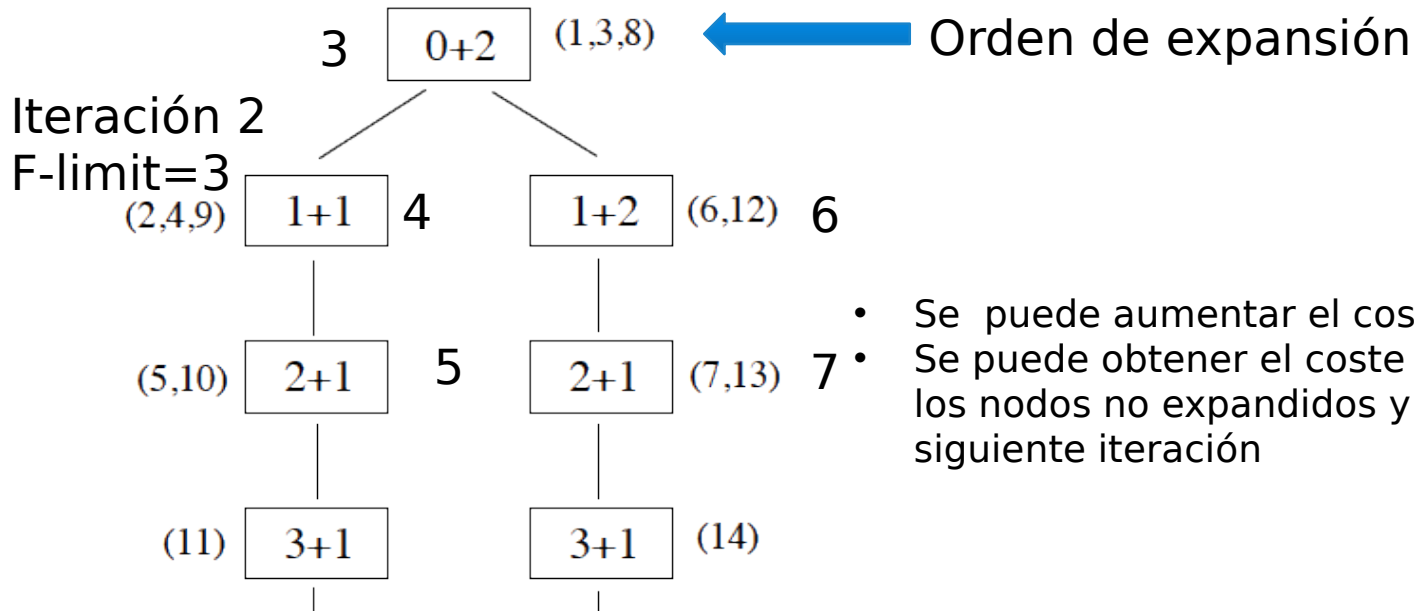 3
0+2
(1,3,8)
Orden de expansión
Iteración 2
F-limit=3
(2,4,9)
1+1
4
1+2
(6,12)
6
• Se puede aumentar el cos
(5,10)
2+1
5
2+1
(7,13)
7
• Se puede obtener el coste
los nodos no expandidos y
siguiente iteración
(11)
3+1
3+1
(14)